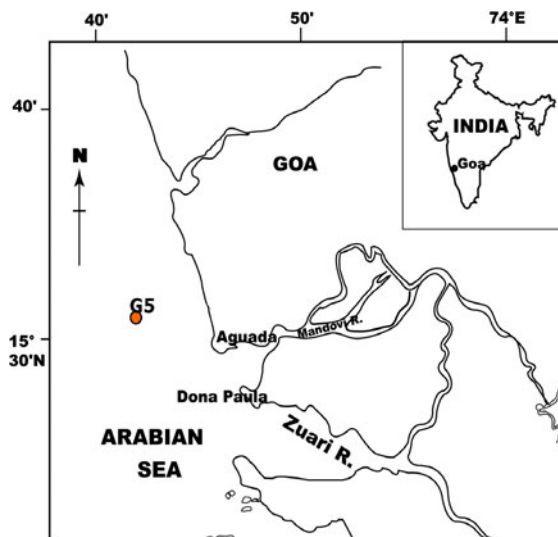 40'
50'
74°E
40'
N
GOA
INDIA
Goa
G5
15°
30'N
Aguada
Mandovi R.
Dona Paula
Zuari R.
ARABIAN
SEA